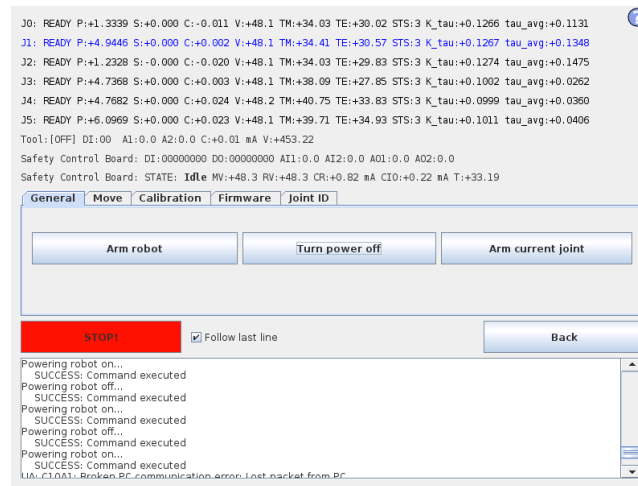 J0: READY P:+1.3339 S:+0.000 C:-0.011 V:+48.1 TM:+34.03 TE:+30.02 STS:3 K_tau:+0.1266 tau_avg:+0.1131
J1: READY P:+4.9446 S:+0.000 C:+0.002 V:+48.1 TM:+34.41 TE:+30.57 STS:3 K_tau:+0.1267 tau_avg:+0.1348
J2: READY P:+1.2328 S:-0.000 C:-0.020 V:+48.1 TM:+34.03 TE:+29.83 STS:3 K_tau:+0.1274 tau_avg:+0.1475
J3: READY P:+4.7368 S:+0.000 C:+0.003 V:+48.1 TM:+38.09 TE:+27.85 STS:3 K_tau:+0.1002 tau_avg:+0.0262
J4: READY P:+4.7682 S:+0.000 C:+0.024 V:+48.2 TM:+40.75 TE:+33.83 STS:3 K_tau:+0.0999 tau_avg:+0.0360
J5: READY P:+6.0969 S:+0.000 C:+0.023 V:+48.1 TM:+39.71 TE:+34.93 STS:3 K_tau:+0.1011 tau_avg:+0.0406
Tool:[OFF] DI:00 A1:0.0 A2:0.0 C:+0.01 mA V:+453.22
Safety Control Board: DI:00000000 DO:00000000 AI1:0.0 AI2:0.0 AO1:0.0 AO2:0.0
Safety Control Board: STATE: Idle MV:+48.3 RV:+48.3 CR:+0.82 mA CIO:+0.22 mA T:+33.19
General Move Calibration Firmware Joint ID
Arm robot Turn power off Arm current joint
STOP! Follow last line Back
Powering robot on...
SUCCESS: Command executed
Powering robot off...
SUCCESS: Command executed
Powering robot on...
SUCCESS: Command executed
Powering robot off...
SUCCESS: Command executed
Powering robot on...
SUCCESS: Command executed
UA: C10A1: Broken PC communication error: Lost packet from PC